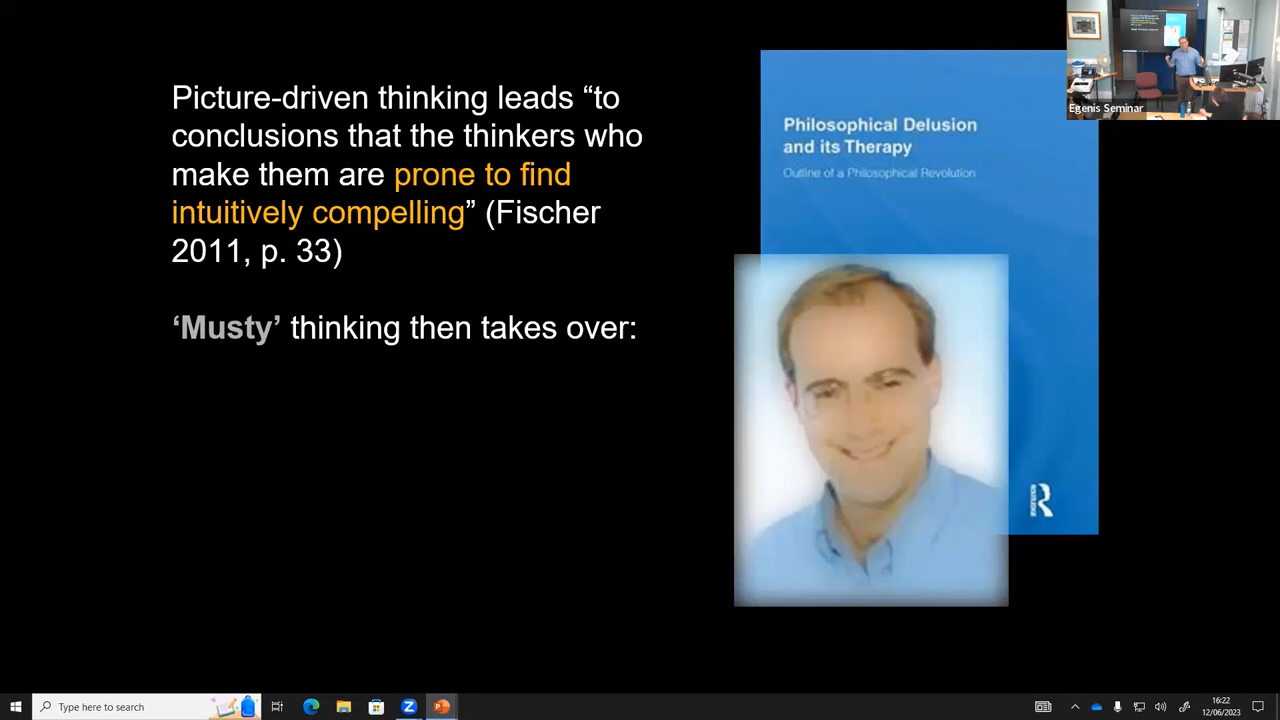 Picture-driven thinking leads “to
conclusions that the thinkers who
make them are prone to find
intuitively compelling” (Fischer
2011, p. 33)
‘Musty’ thinking then takes over:
Philosophical Delusion
and its Therapy
Outline of a Philosophical Revolution
R
Egenis Seminar
Type here to search
16:22
12/06/2023